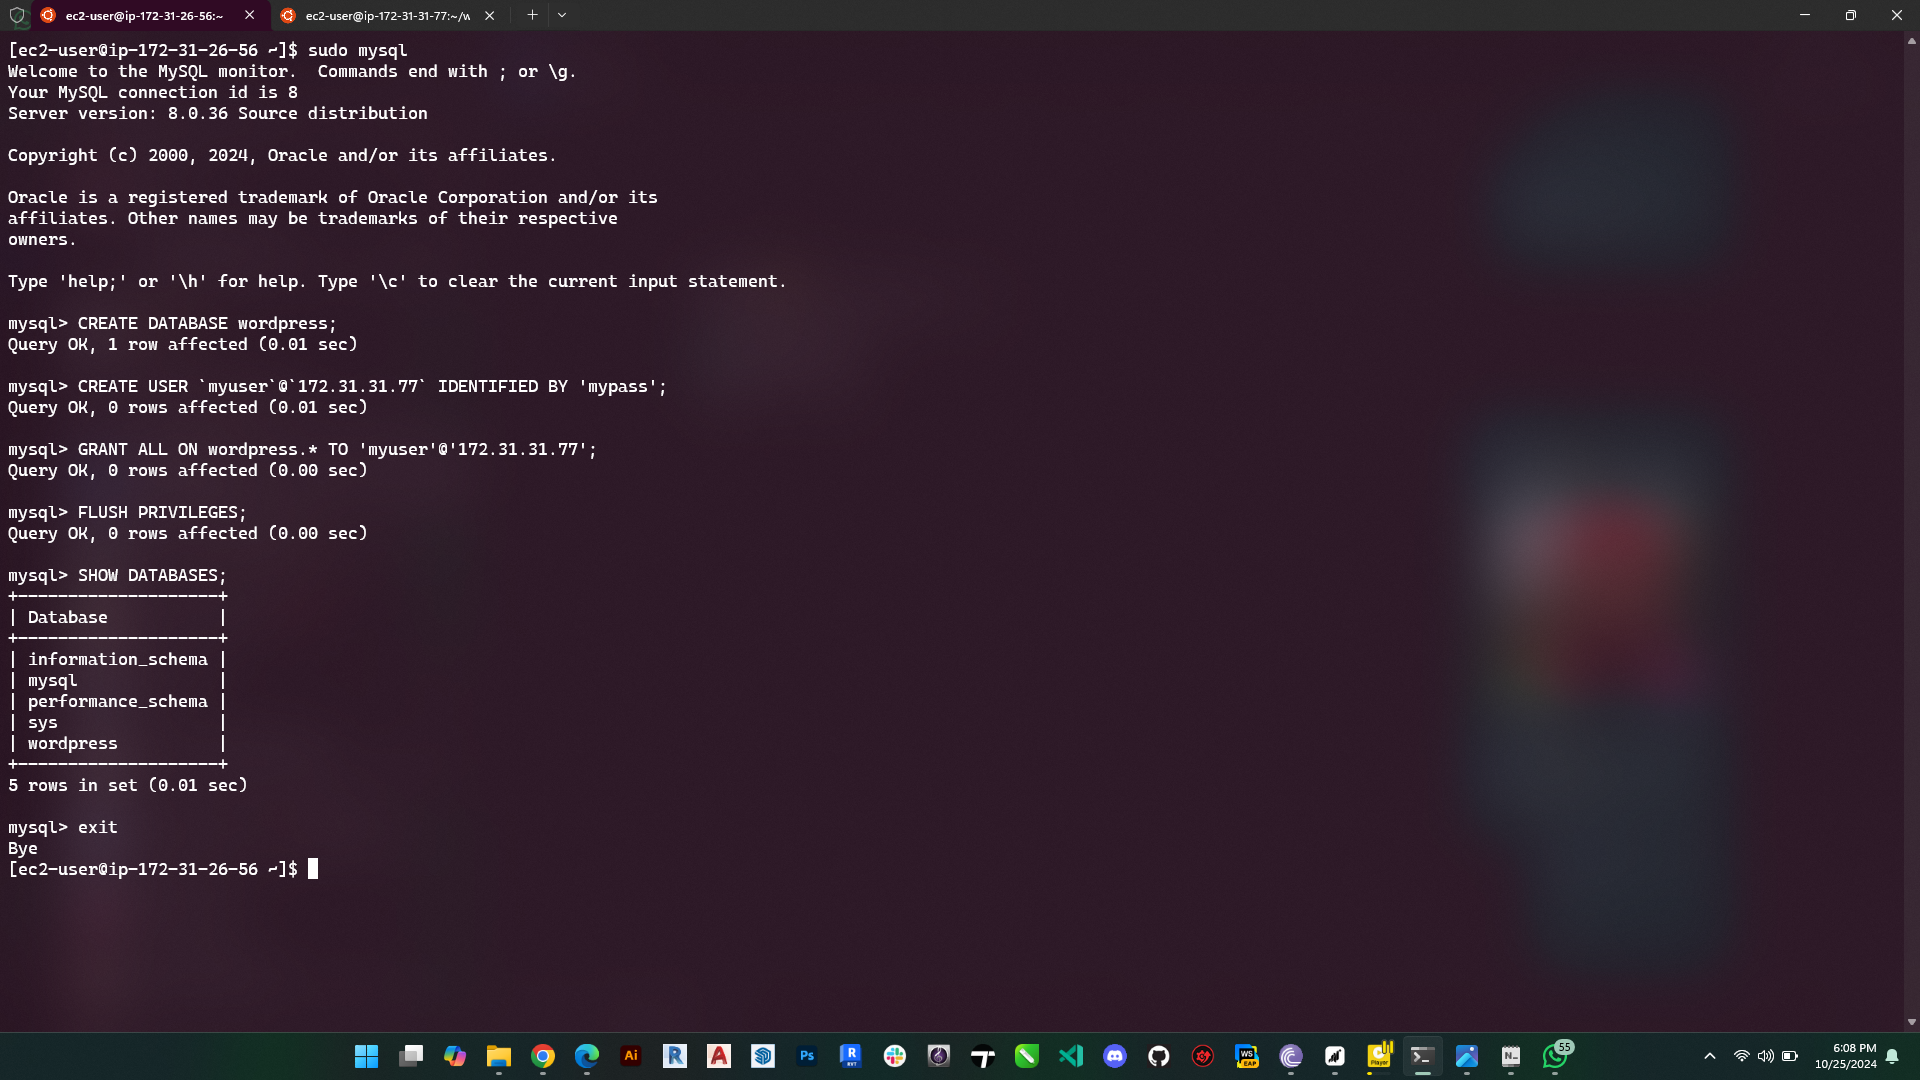 ec2-user@ip-172-31-26-56:~
ec2-user@ip-172-31-31-77:~/w
[ec2-user@ip-172-31-26-56 ~]$ sudo mysql
Welcome to the MySQL monitor.  Commands end with ; or \g.
Your MySQL connection id is 8
Server version: 8.0.36 Source distribution
Copyright (c) 2000, 2024, Oracle and/or its affiliates.
Oracle is a registered trademark of Oracle Corporation and/or its
affiliates. Other names may be trademarks of their respective
owners.
Type 'help;' or '\h' for help. Type '\c' to clear the current input statement.
mysql> CREATE DATABASE wordpress;
Query OK, 1 row affected (0.01 sec)
mysql> CREATE USER `myuser`@`172.31.31.77` IDENTIFIED BY 'mypass';
Query OK, 0 rows affected (0.01 sec)
mysql> GRANT ALL ON wordpress.* TO 'myuser'@'172.31.31.77';
Query OK, 0 rows affected (0.00 sec)
mysql> FLUSH PRIVILEGES;
Query OK, 0 rows affected (0.00 sec)
mysql> SHOW DATABASES;
+--------------------+
| Database           |
+--------------------+
| information_schema |
| mysql              |
| performance_schema |
| sys                |
| wordpress          |
+--------------------+
5 rows in set (0.01 sec)
mysql> exit
Bye
[ec2-user@ip-172-31-26-56 ~]$
Ai
R
A
Ps
R
RVT
WS
EAP
Player
N
55
6:08 PM
10/25/2024